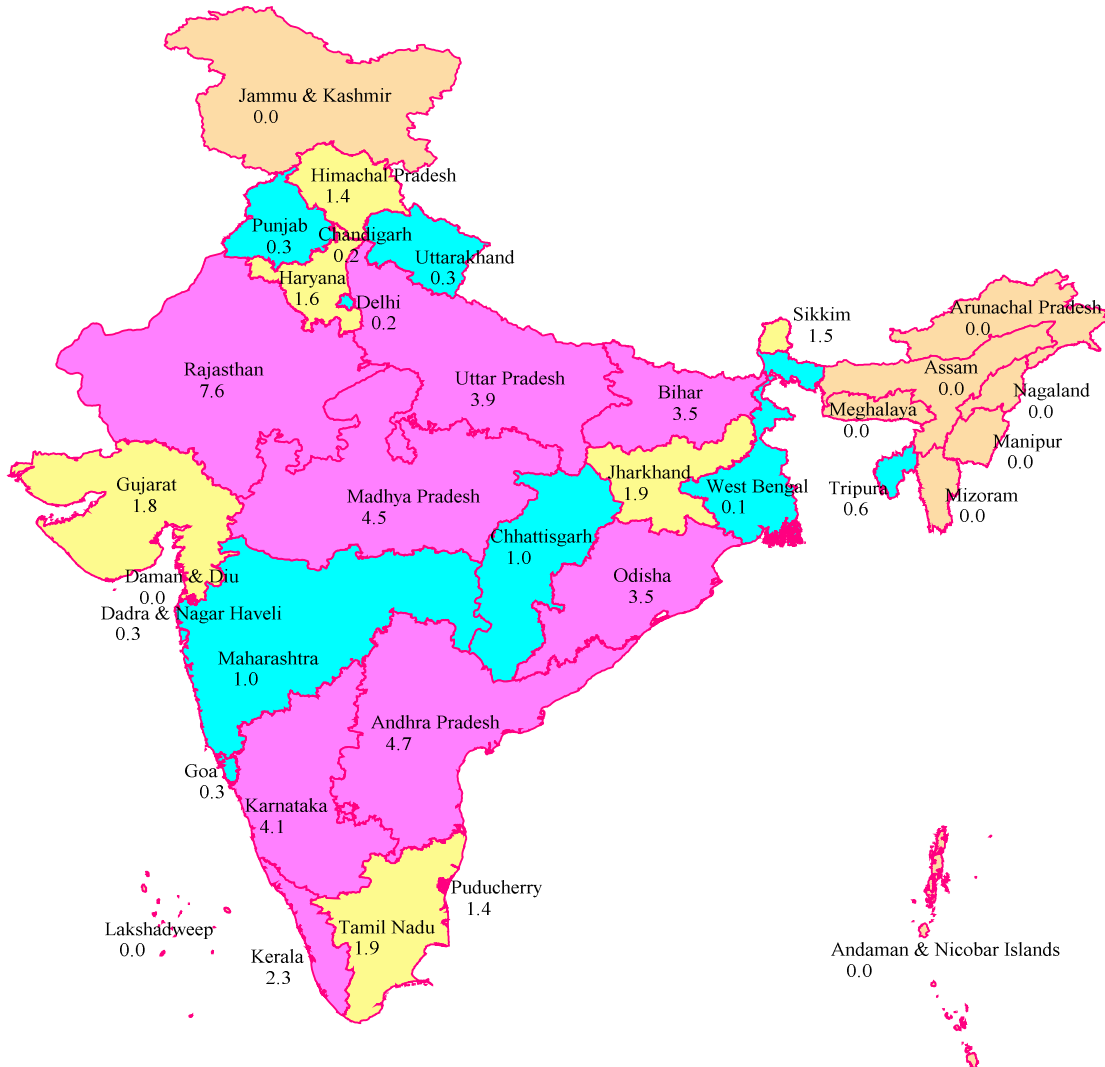 Jammu & Kashmir
0.0
Himachal Pradesh
1.4
Punjab
0.3
Chandigarh
0.2
Uttarakhand
0.3
Haryana
1.6
Delhi
0.2
Arunachal Pradesh
0.0
Sikkim
1.5
Rajasthan
7.6
Uttar Pradesh
3.9
Bihar
3.5
Assam
0.0
Nagaland
0.0
Meghalaya
0.0
Manipur
0.0
Gujarat
1.8
Madhya Pradesh
4.5
Jharkhand
1.9
West Bengal
0.1
Tripura
0.6
Mizoram
0.0
Chhattisgarh
1.0
Odisha
3.5
Daman & Diu
0.0
Dadra & Nagar Haveli
0.3
Maharashtra
1.0
Andhra Pradesh
4.7
Goa
0.3
Karnataka
4.1
Puducherry
1.4
Lakshadweep
0.0
Tamil Nadu
1.9
Kerala
2.3
Andaman & Nicobar Islands
0.0